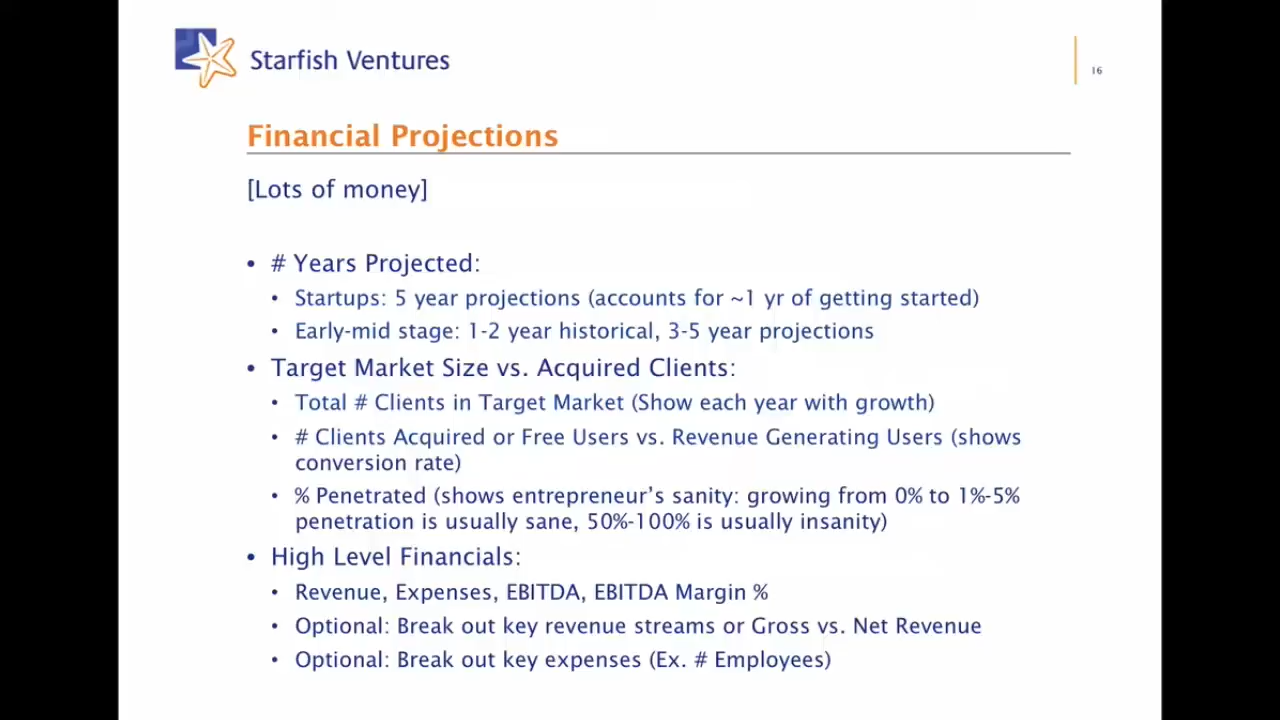 Starfish Ventures
16
Financial Projections
[Lots of money]
• # Years Projected:
• Startups: 5 year projections (accounts for ~1 yr of getting started)
• Early-mid stage: 1-2 year historical, 3-5 year projections
• Target Market Size vs. Acquired Clients:
• Total # Clients in Target Market (Show each year with growth)
• # Clients Acquired or Free Users vs. Revenue Generating Users (shows
conversion rate)
• % Penetrated (shows entrepreneur’s sanity: growing from 0% to 1%-5%
penetration is usually sane, 50%-100% is usually insanity)
• High Level Financials:
• Revenue, Expenses, EBITDA, EBITDA Margin %
• Optional: Break out key revenue streams or Gross vs. Net Revenue
• Optional: Break out key expenses (Ex. # Employees)